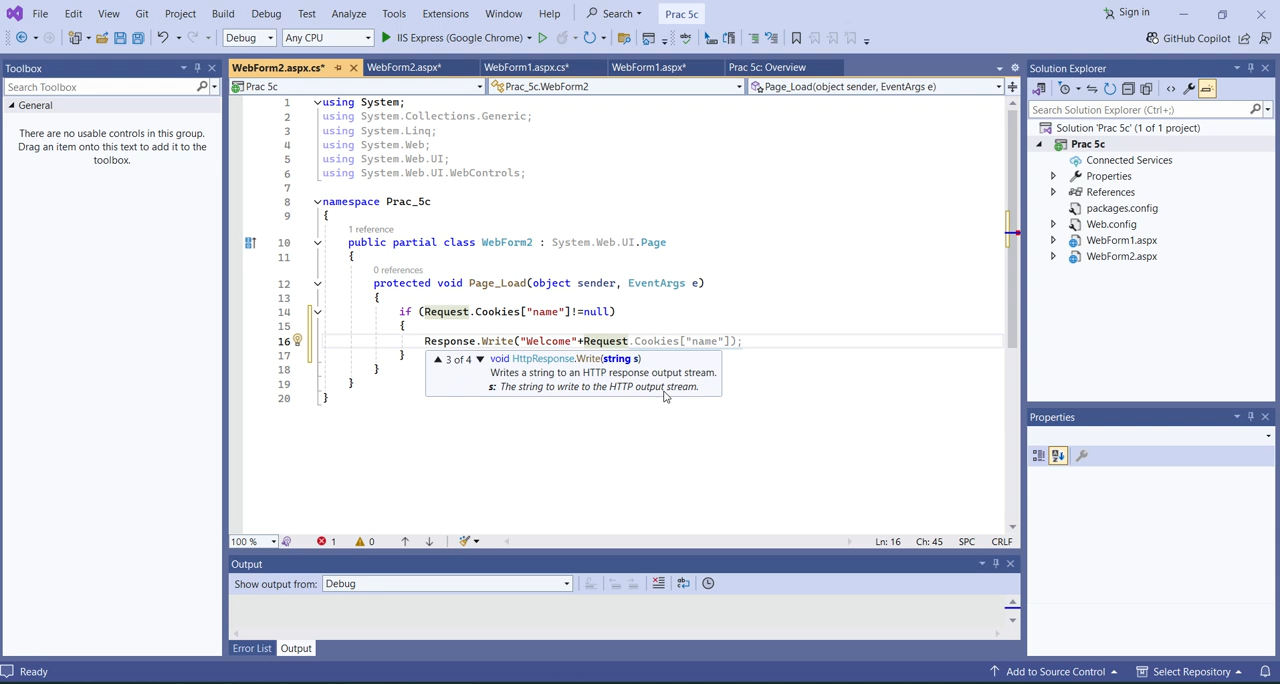 File Edit View Git Project Build Debug Test Analyze Tools Extensions Window Help Search Prac 5c Sign in
Debug Any CPU IIS Express (Google Chrome) GitHub Copilot
Toolbox
Search Toolbox
General
There are no usable controls in this group.
Drag an item onto this text to add it to the
toolbox.
WebForm2.aspx.cs* WebForm2.aspx* WebForm1.aspx.cs* WebForm1.aspx* Prac 5c: Overview
Prac 5c Prac_5c.WebForm2 Page_Load(object sender, EventArgs e)
1 using System;
2 using System.Collections.Generic;
3 using System.Linq;
4 using System.Web;
5 using System.Web.UI;
6 using System.Web.UI.WebControls;
7
8 namespace Prac_5c
9 {
1 reference
10 public partial class WebForm2 : System.Web.UI.Page
11 {
0 references
12 protected void Page_Load(object sender, EventArgs e)
13 {
14 if (Request.Cookies["name"]!=null)
15 {
16 Response.Write("Welcome"+Request.Cookies["name"]);
17 }
3 of 4 void HttpResponse.Write(string s)
Writes a string to an HTTP response output stream.
s: The string to write to the HTTP output stream.
18 }
19 }
20 }
100 % 1 0 Ln: 16 Ch: 45 SPC CRLF
Output
Show output from: Debug
Error List Output
Solution Explorer
Search Solution Explorer (Ctrl+;)
Solution 'Prac 5c' (1 of 1 project)
Prac 5c
Connected Services
Properties
References
packages.config
Web.config
WebForm1.aspx
WebForm2.aspx
Properties
Ready Add to Source Control Select Repository